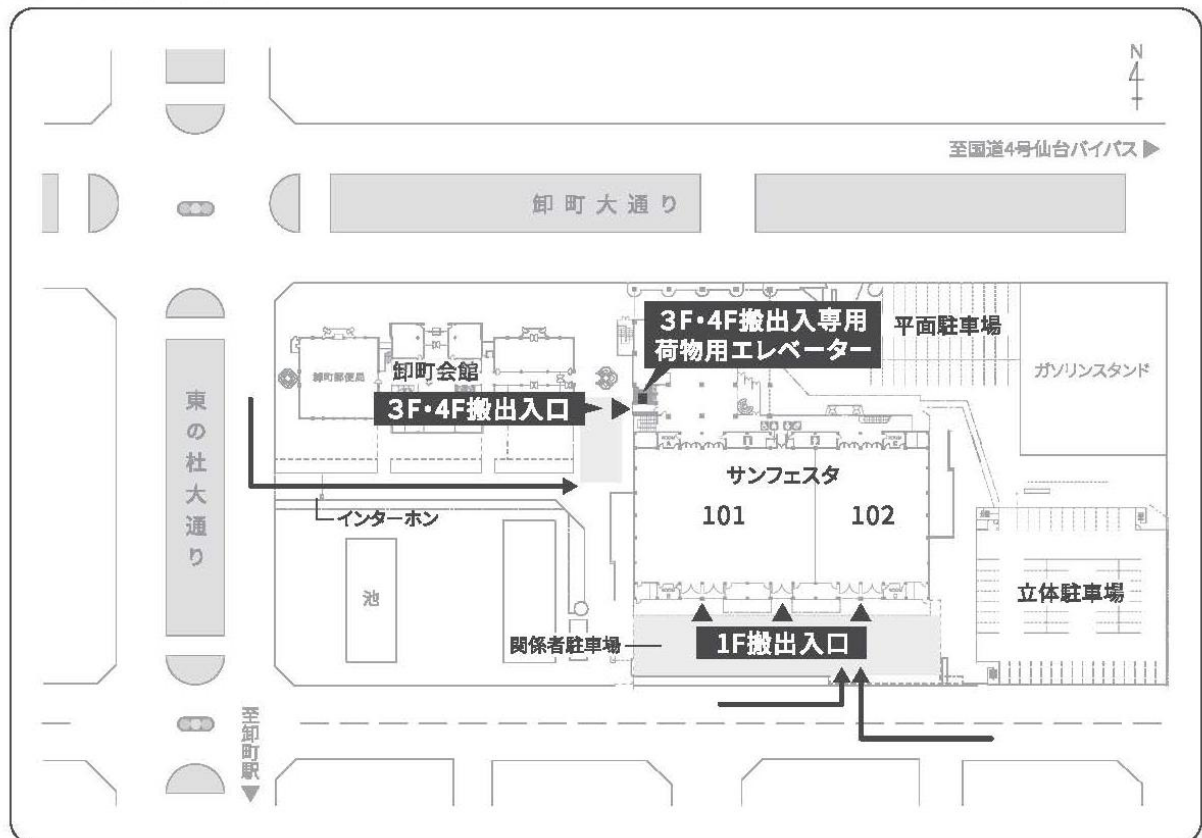 N
至国道4号仙台バイパス ▶
卸町大通り
3F・4F搬出入専用
荷物用エレベーター
平面駐車場
ガソリンスタンド
卸町郵便局
卸町会館
3F・4F搬出入口
東の杜大通り
サンフェスタ
101
102
インターホン
池
立体駐車場
関係者駐車場
1F搬出入口
至卸町駅